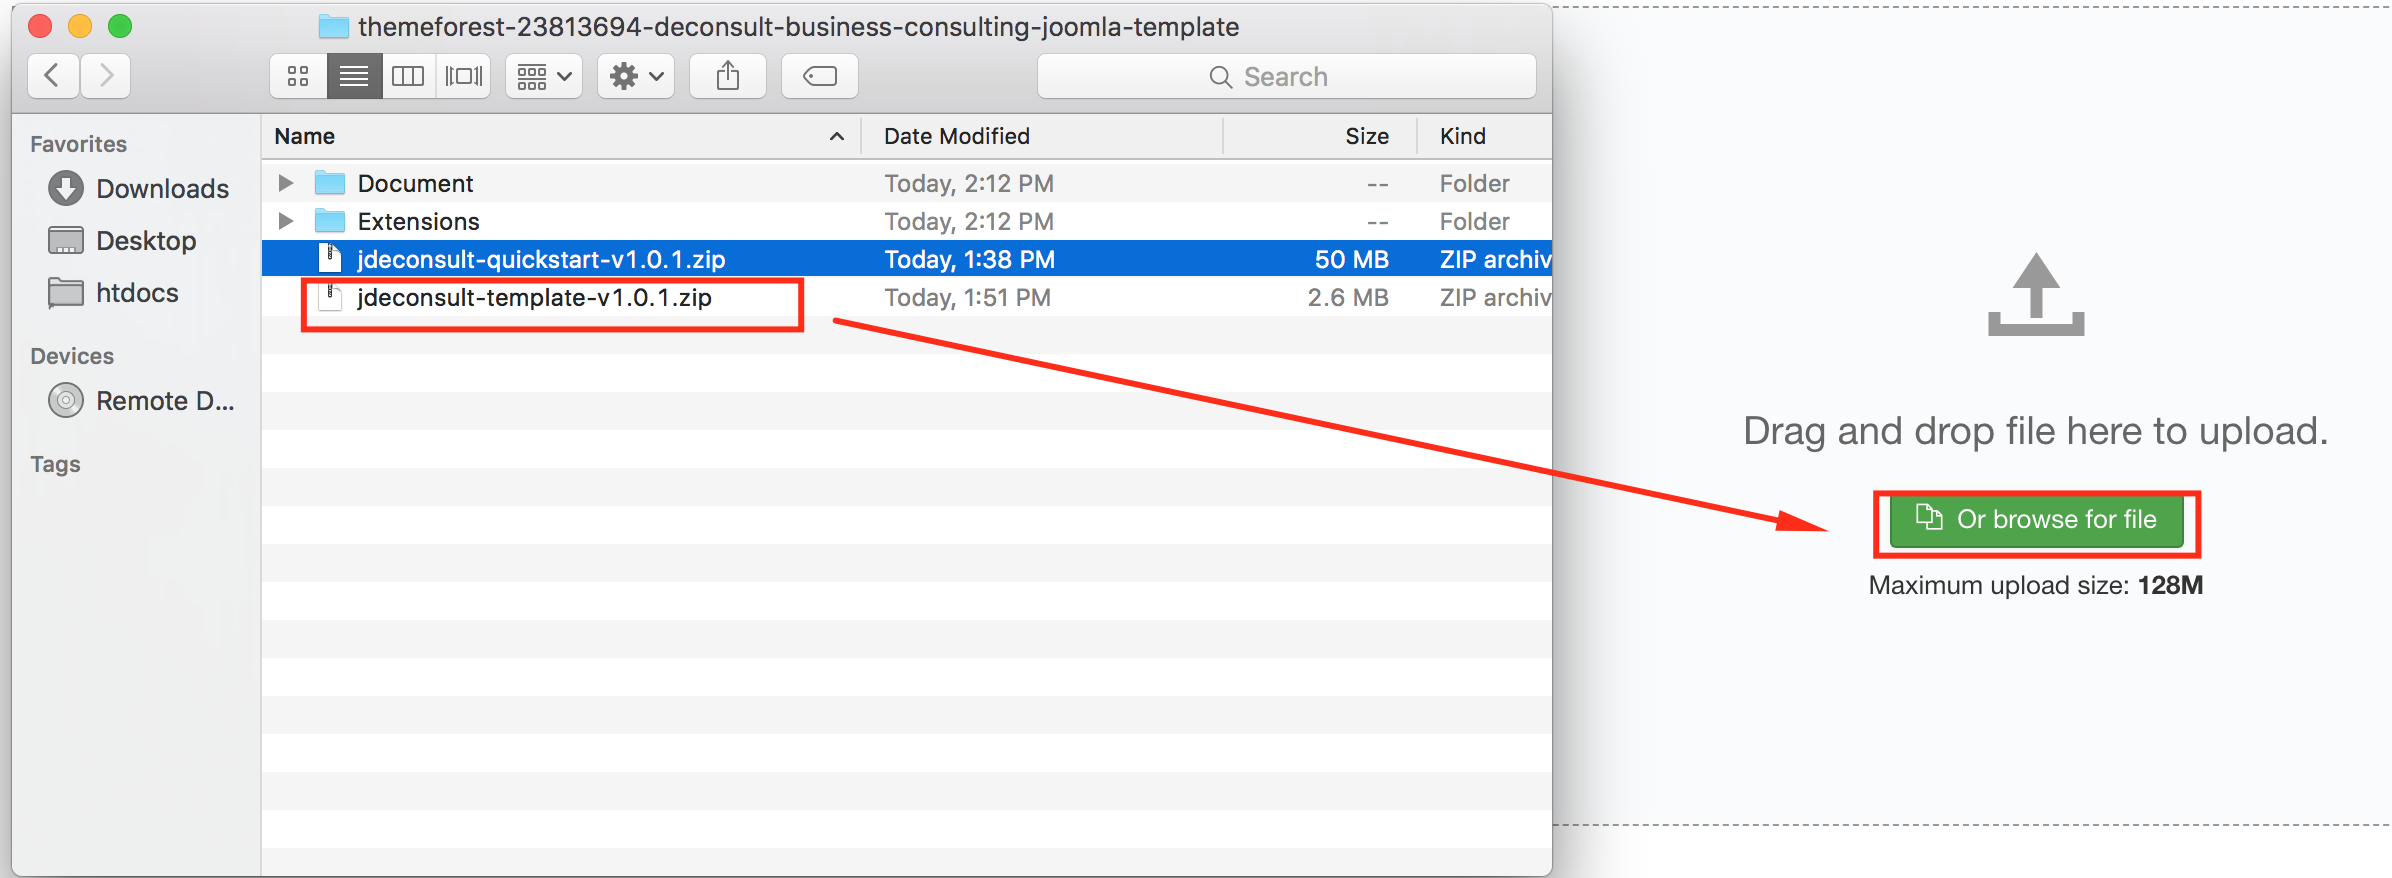 themeforest-23813694-deconsult-business-consulting-joomla-template
Search
Favorites
Downloads
Desktop
htdocs
Devices
Remote D...
Tags
Name Date Modified Size Kind
Document Today, 2:12 PM -- Folder
Extensions Today, 2:12 PM -- Folder
jdeconsult-quickstart-v1.0.1.zip Today, 1:38 PM 50 MB ZIP archiv
jdeconsult-template-v1.0.1.zip Today, 1:51 PM 2.6 MB ZIP archiv
Drag and drop file here to upload.
Or browse for file
Maximum upload size: 128M